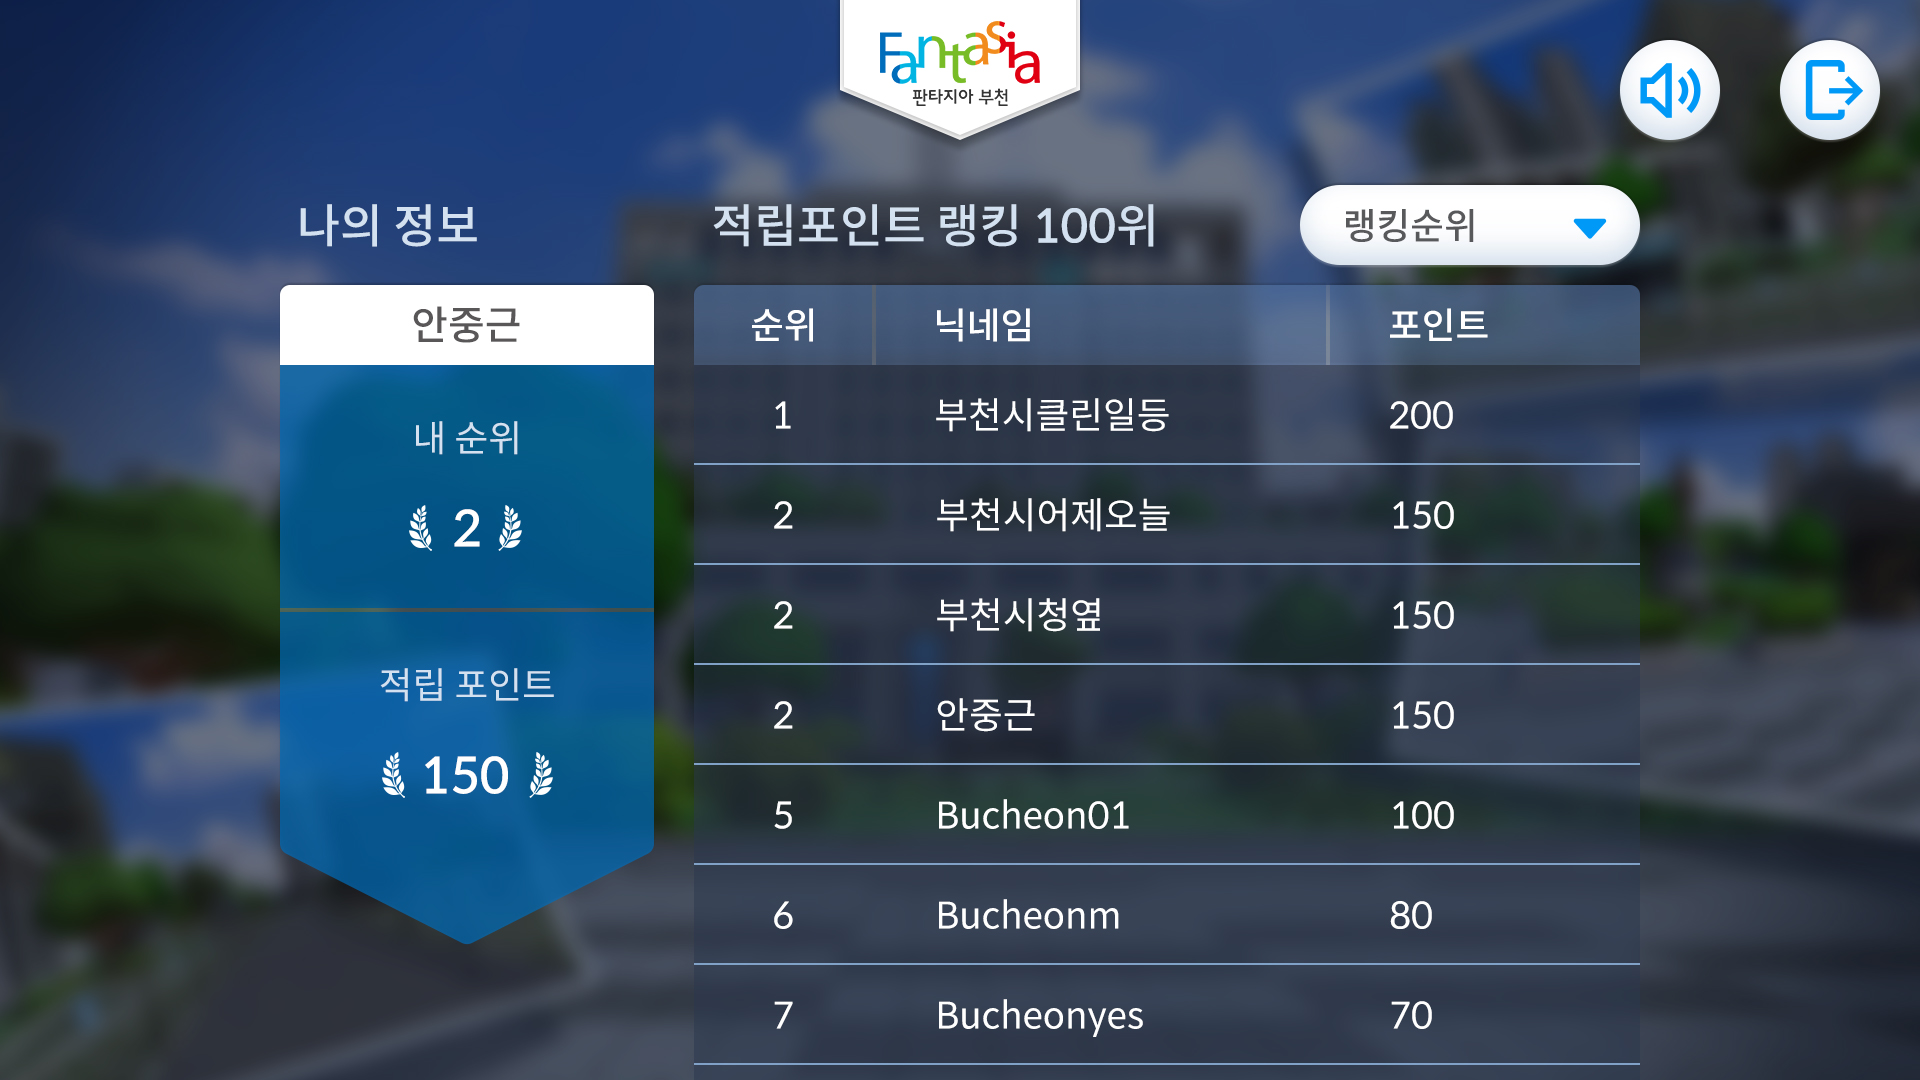 Fantasia
판타지아 부천
나의 정보
적립포인트 랭킹 100위
랭킹순위
안중근
내 순위
2
적립 포인트
150
순위 닉네임 포인트
1 부천시클린일등 200
2 부천시어제오늘 150
2 부천시청옆 150
2 안중근 150
5 Bucheon01 100
6 Bucheonm 80
7 Bucheonyes 70